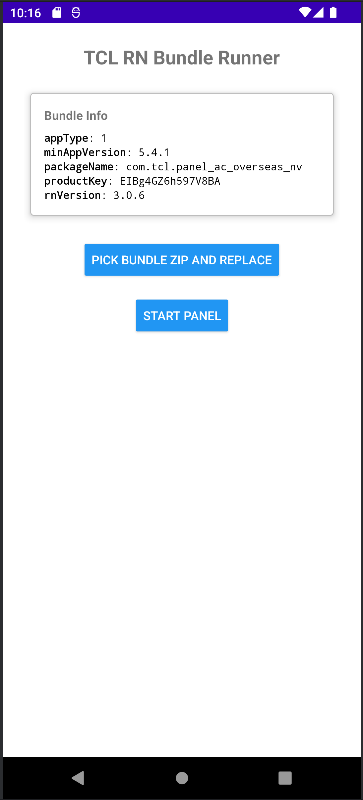 10:16
TCL RN Bundle Runner
Bundle Info
appType: 1
minAppVersion: 5.4.1
packageName: com.tcl.panel_ac_overseas_nv
productKey: EIBg4GZ6h597V8BA
rnVersion: 3.0.6
PICK BUNDLE ZIP AND REPLACE
START PANEL